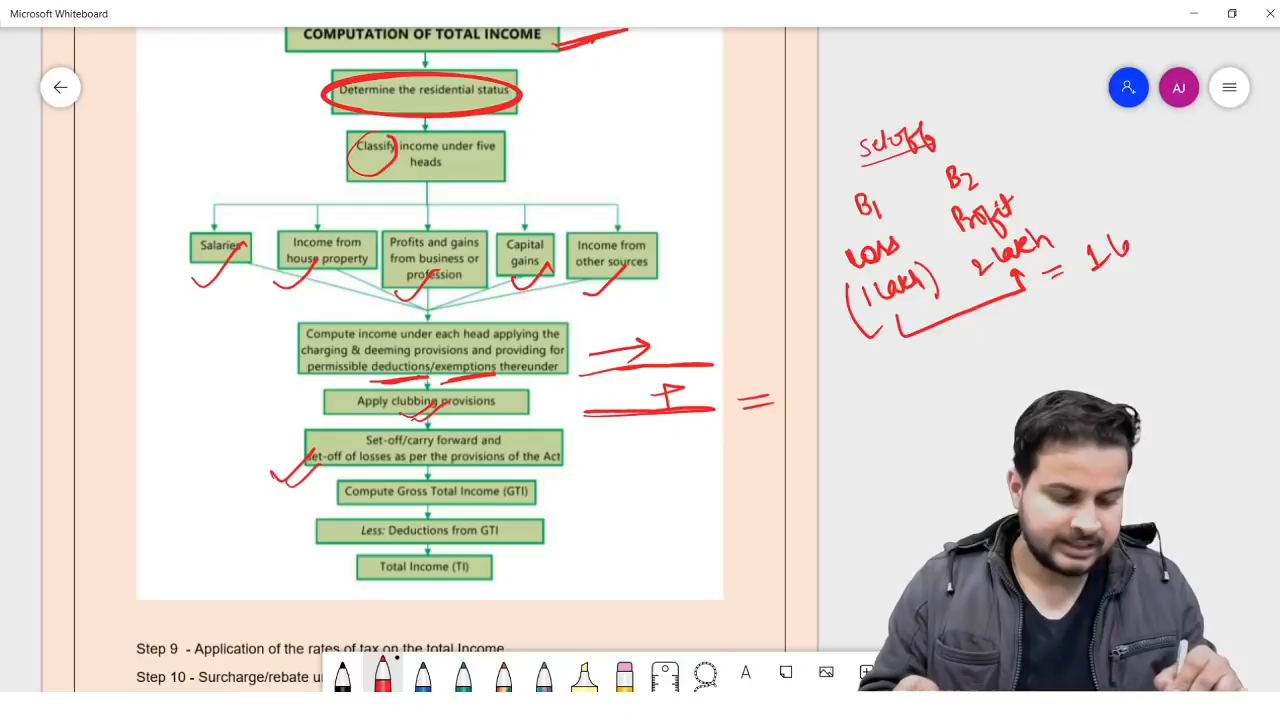 Microsoft Whiteboard
COMPUTATION OF TOTAL INCOME
AJ
Determine the residential status
Classify income under five
heads
Salaries
Income from
house property
Profits and gains
from business or
profession
Capital
gains
Income from
other sources
Compute income under each head applying the
charging & deeming provisions and providing for
permissible deductions/exemptions thereunder
Apply clubbing provisions
Set-off/carry forward and
set-off of losses as per the provisions of the Act
Compute Gross Total Income (GTI)
Less: Deductions from GTI
Total Income (TI)
Step 9 - Application of the rates of tax on the total Income
Step 10 - Surcharge/rebate
setoff
B1 B2
Loss Profit
(1 lakh) 2 lakh =
+ =
A